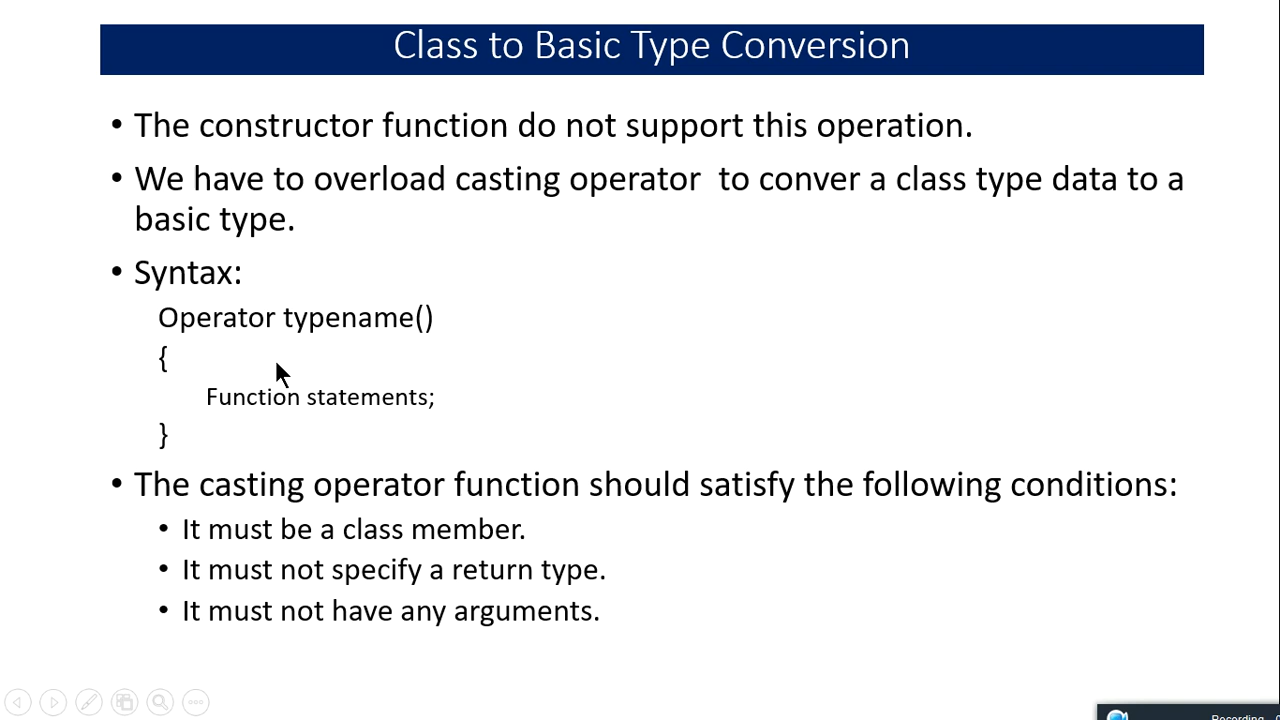 Class to Basic Type Conversion
• The constructor function do not support this operation.
• We have to overload casting operator  to conver a class type data to a
basic type.
• Syntax:
Operator typename()
{
Function statements;
}
• The casting operator function should satisfy the following conditions:
• It must be a class member.
• It must not specify a return type.
• It must not have any arguments.